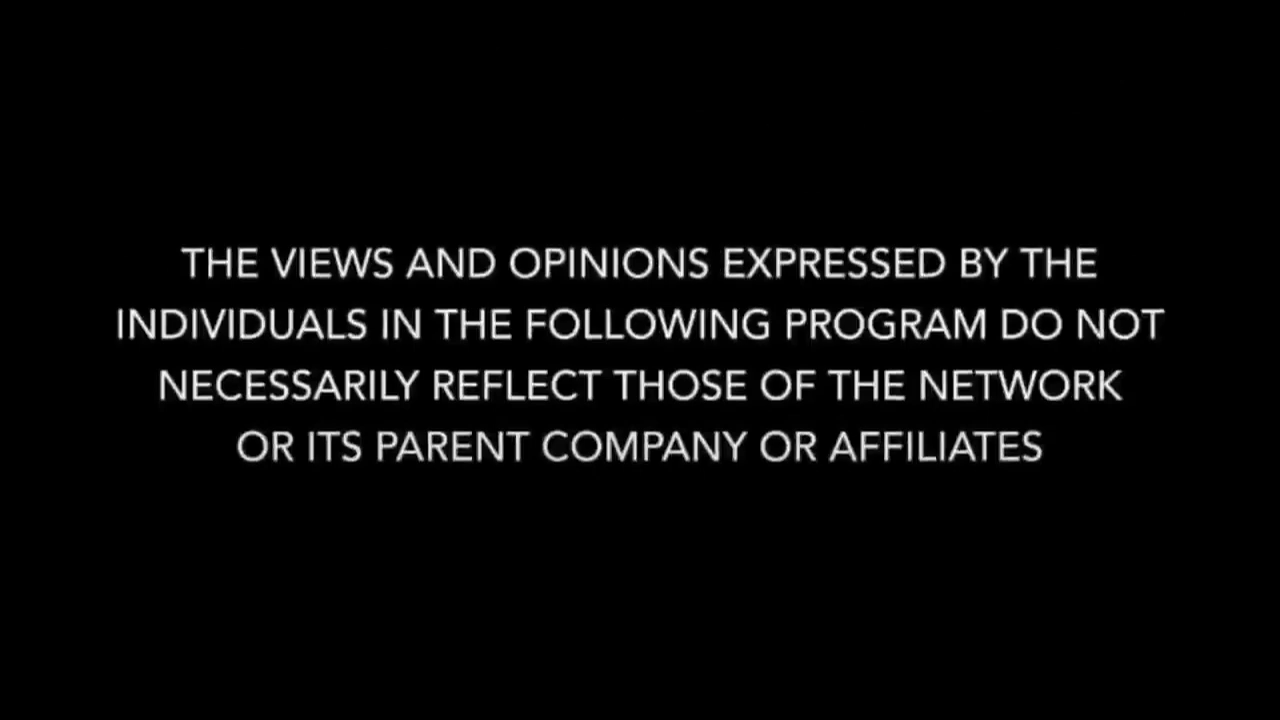 THE VIEWS AND OPINIONS EXPRESSED BY THE
INDIVIDUALS IN THE FOLLOWING PROGRAM DO NOT
NECESSARILY REFLECT THOSE OF THE NETWORK
OR ITS PARENT COMPANY OR AFFILIATES